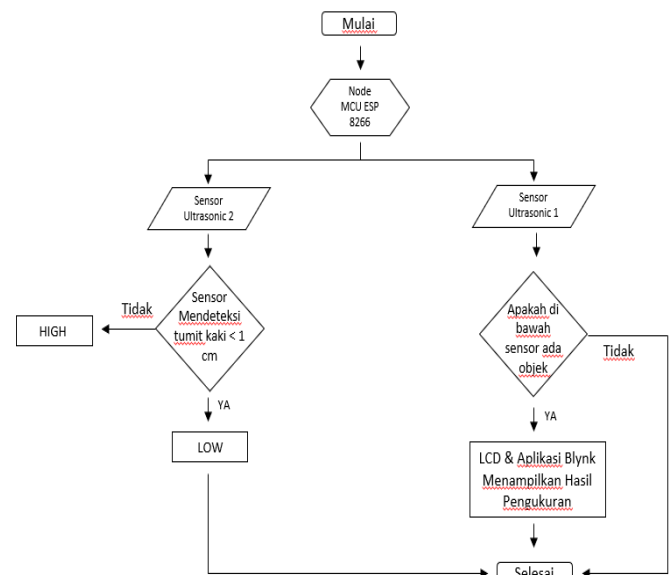 Mulai
Node
MCU ESP
8266
Sensor
Ultrasonic 2
Sensor
Ultrasonic 1
Sensor
Mendeteksi
tumit kaki < 1
cm
Tidak
HIGH
Apakah di
bawah
sensor ada
objek
Tidak
YA
YA
LOW
LCD & Aplikasi Blynk
Menampilkan Hasil
Pengukuran
Selesai